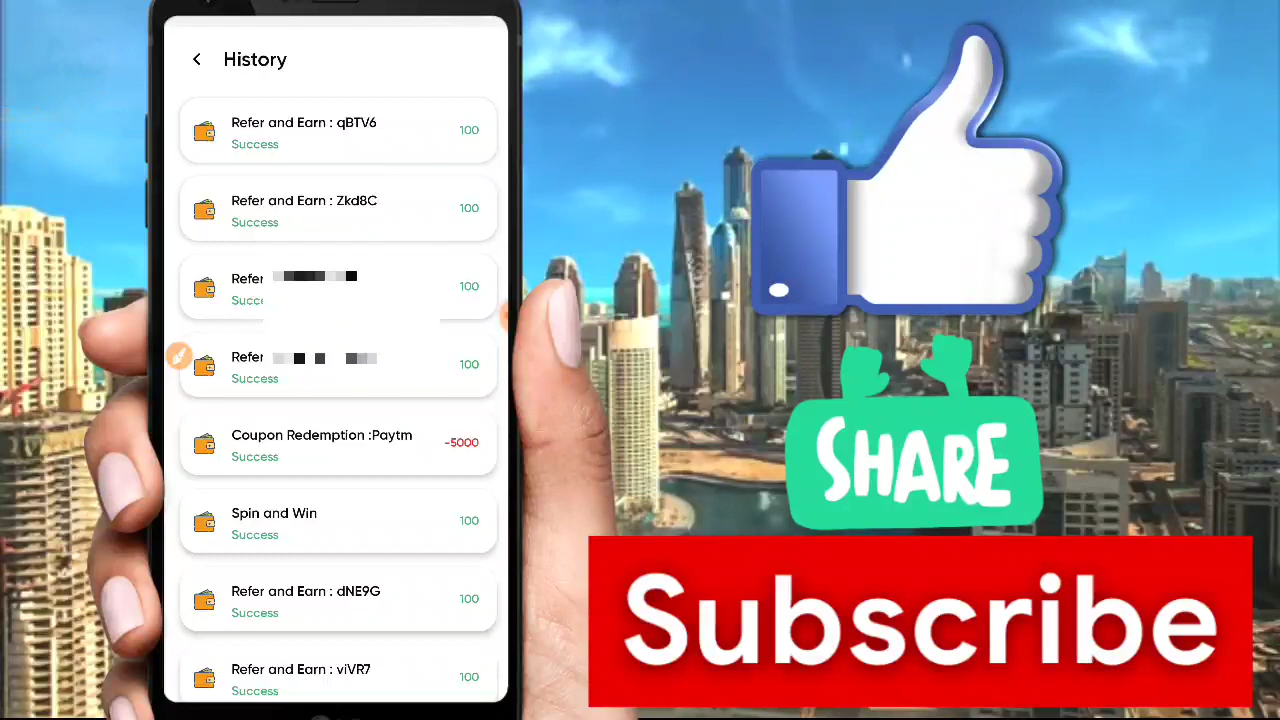 History
Refer and Earn : qBTV6
100
Success
Refer and Earn : Zkd8C
100
Success
Refer
100
Succe
Refer
100
Success
Coupon Redemption :Paytm
-5000
Success
Spin and Win
100
Success
Refer and Earn : dNE9G
100
Success
Refer and Earn : viVR7
100
Success
SHARE
Subscribe